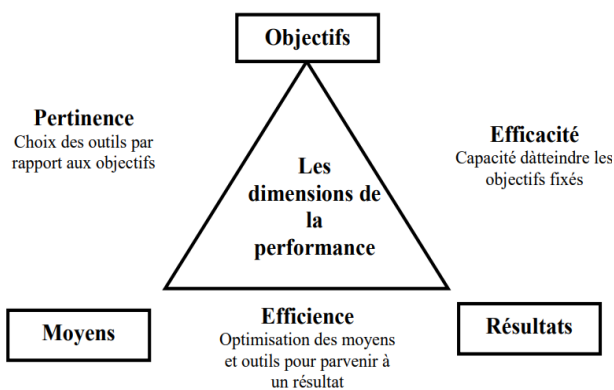 Objectifs
Pertinence
Choix des outils par
rapport aux objectifs
Efficacité
Capacité dàtteindre les
objectifs fixés
Les
dimensions de
la
performance
Moyens
Efficience
Optimisation des moyens
et outils pour parvenir à
un résultat
Résultats